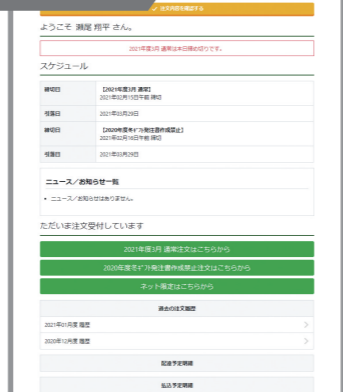 注文内容を確認する
ようこそ 瀬尾 翔平 さん。
2021年度3月 通常は本日締め切りです。
スケジュール
締切日
【2021年度3月 通常】
2021年02月15日午前 締切
引落日
2021年03月29日
締切日
【2020年度冬ｷﾞﾌﾄ発注書作成禁止】
2021年02月16日午前 締切
引落日
2021年03月29日
ニュース／お知らせ一覧
• ニュース／お知らせはありません。
ただいま注文受付しています
2021年度3月 通常注文はこちらから
2020年度冬ｷﾞﾌﾄ発注書作成禁止注文はこちらから
ネット限定はこちらから
過去の注文履歴
2021年01月度 履歴
2020年12月度 履歴
配達予定明細
払込予定明細